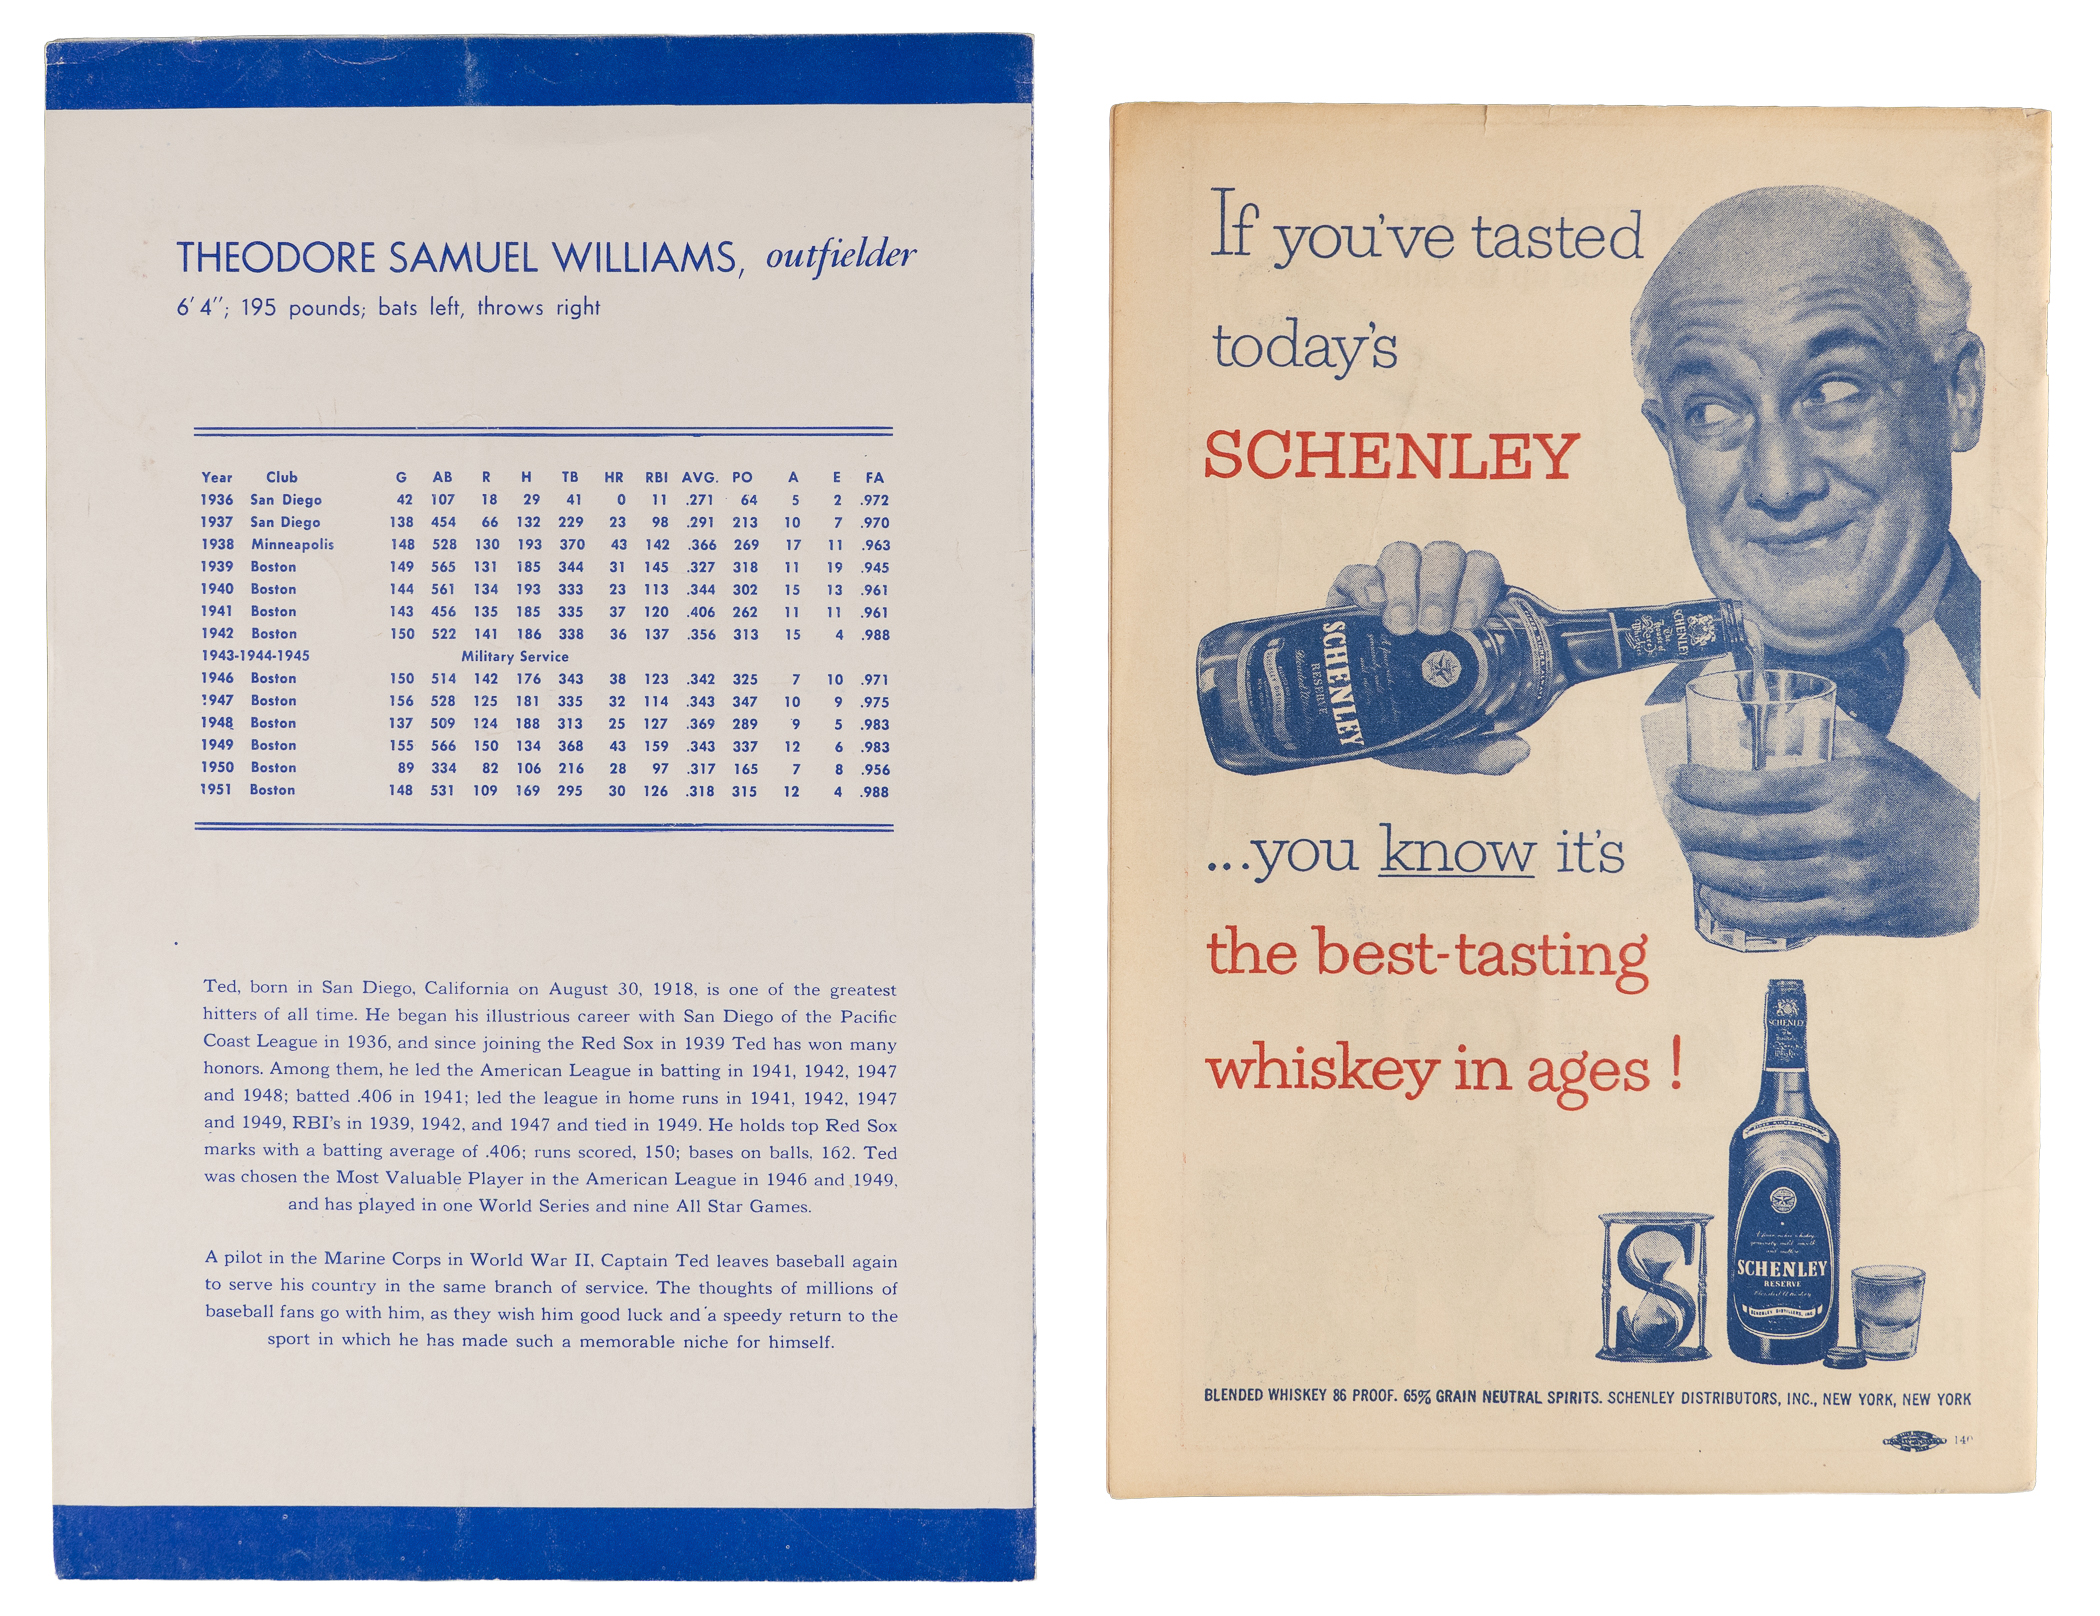 THEODORE SAMUEL WILLIAMS, outfielder
6' 4"; 195 pounds; bats left, throws right
Year Club G AB R H TB HR RBI AVG. PO A E FA
1936 San Diego 42 107 18 29 41 0 11 .271 64 5 2 .972
1937 San Diego 138 454 66 132 229 23 98 .291 213 10 7 .970
1938 Minneapolis 148 528 130 193 370 43 142 .366 269 17 11 .963
1939 Boston 149 565 131 185 344 31 145 .327 318 11 19 .945
1940 Boston 144 561 134 193 333 23 113 .344 302 15 13 .961
1941 Boston 143 456 135 185 335 37 120 .406 262 11 11 .961
1942 Boston 150 522 141 186 338 36 137 .356 313 15 4 .988
1943-1944-1945 Military Service
1946 Boston 150 514 142 176 343 38 123 .342 325 7 10 .971
1947 Boston 156 528 125 181 335 32 114 .343 347 10 9 .975
1948 Boston 137 509 124 188 313 25 127 .369 289 9 5 .983
1949 Boston 155 566 150 134 368 43 159 .343 337 12 6 .983
1950 Boston 89 334 82 106 216 28 97 .317 165 7 8 .956
1951 Boston 148 531 109 169 295 30 126 .318 315 12 4 .988
Ted, born in San Diego, California on August 30, 1918, is one of the greatest
hitters of all time. He began his illustrious career with San Diego of the Pacific
Coast League in 1936, and since joining the Red Sox in 1939 Ted has won many
honors. Among them, he led the American League in batting in 1941, 1942, 1947
and 1948; batted .406 in 1941; led the league in home runs in 1941, 1942, 1947
and 1949, RBI's in 1939, 1942, and 1947 and tied in 1949. He holds top Red Sox
marks with a batting average of .406; runs scored, 150; bases on balls, 162. Ted
was chosen the Most Valuable Player in the American League in 1946 and 1949,
and has played in one World Series and nine All Star Games.
A pilot in the Marine Corps in World War II, Captain Ted leaves baseball again
to serve his country in the same branch of service. The thoughts of millions of
baseball fans go with him, as they wish him good luck and a speedy return to the
sport in which he has made such a memorable niche for himself.
If you've tasted
today's
SCHENLEY
SCHENLEY
SCHENLEY
RESERVE
...you know it's
the best-tasting
whiskey in ages !
SCHENLEY
S
SCHENLEY
RESERVE
BLENDED WHISKEY 86 PROOF. 65% GRAIN NEUTRAL SPIRITS. SCHENLEY DISTRIBUTORS, INC., NEW YORK, NEW YORK